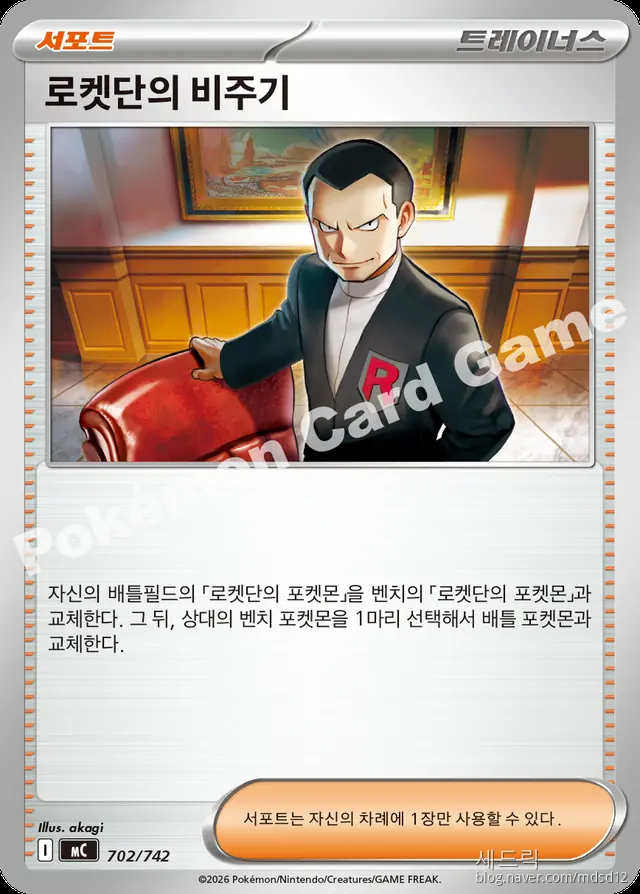 서포트
트레이너스
로켓단의 비주기
R
Pokémon Card Game
자신의 배틀필드의 「로켓단의 포켓몬」을 벤치의 「로켓단의 포켓몬」과
교체한다. 그 뒤, 상대의 벤치 포켓몬을 1마리 선택해서 배틀 포켓몬과
교체한다.
서포트는 자신의 차례에 1장만 사용할 수 있다.
Illus. akagi
I MC 702/742
©2026 Pokémon/Nintendo/Creatures/GAME FREAK.
세드릭
blog.naver.com/mdsd12